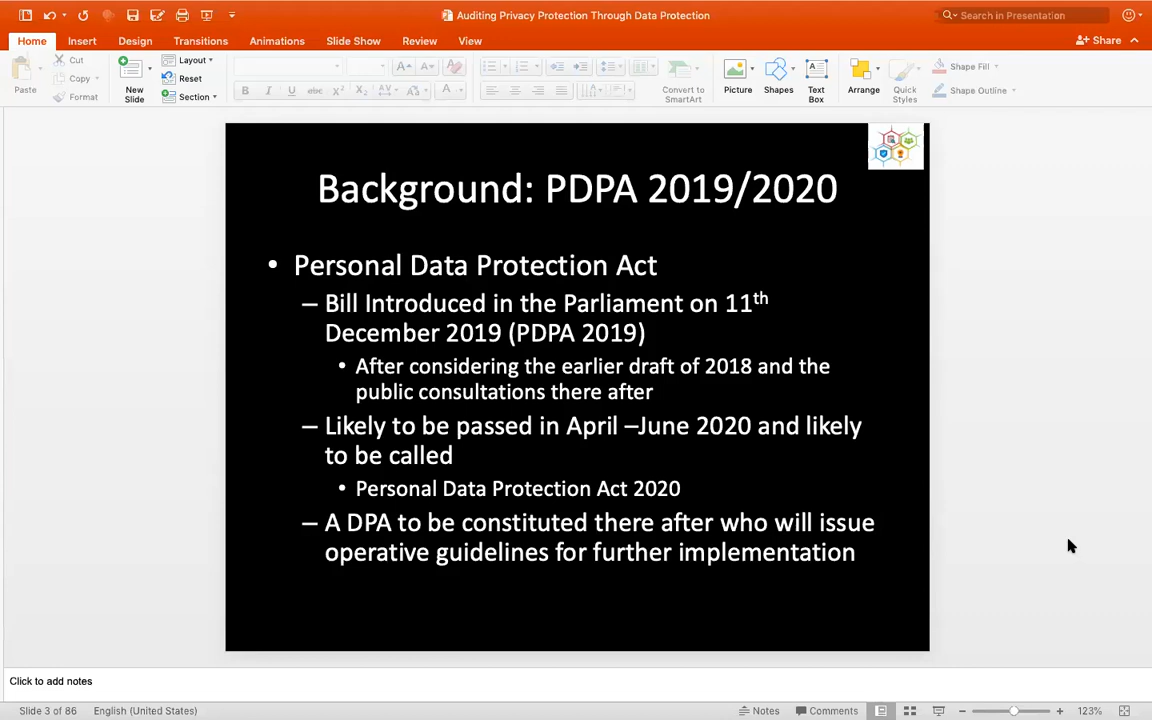 Auditing Privacy Protection Through Data Protection
Search in Presentation
Home Insert Design Transitions Animations Slide Show Review View
Share
Paste
Cut
Copy
Format
New
Slide
Layout
Reset
Section
B I U abc X² X₂ AV Aa A
Convert to
SmartArt
Picture
Shapes
Text
Box
Arrange
Quick
Styles
Shape Fill
Shape Outline
Background: PDPA 2019/2020
• Personal Data Protection Act
– Bill Introduced in the Parliament on 11th
December 2019 (PDPA 2019)
• After considering the earlier draft of 2018 and the
public consultations there after
– Likely to be passed in April –June 2020 and likely
to be called
• Personal Data Protection Act 2020
– A DPA to be constituted there after who will issue
operative guidelines for further implementation
Click to add notes
Slide 3 of 86 English (United States) Notes Comments 123%